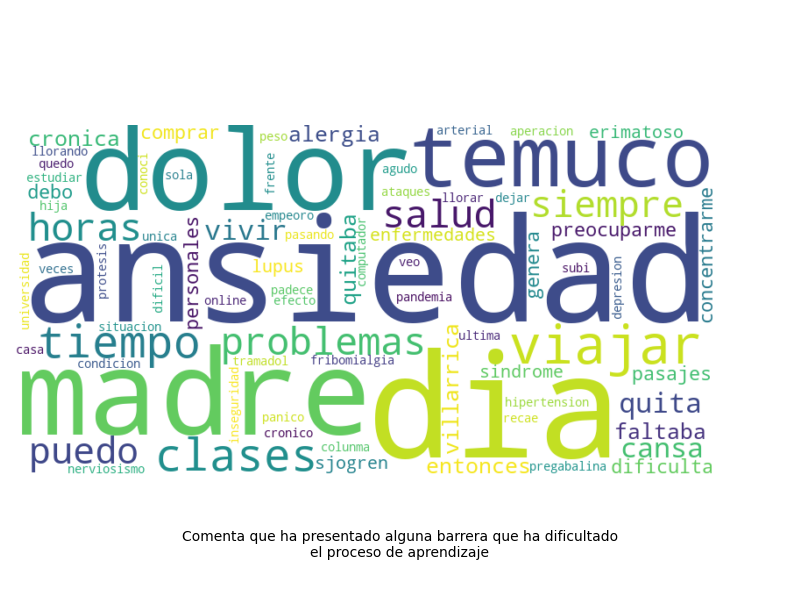 cronica
comprar
peso
alergia
arterial
aperacion
erimatoso
llorando
dolor
temuco
quedo
conoci
sola
frente
agudo
estudiar
debo
hija
ataques
llorar
dejar
siempre
salud
horas
unica
vivir
empeoro
pasando
enfermedades
preocuparme
personales
quitaba
computador
genera
concentrarme
ansiedad
universidad
veces
protesis
dificil
lupus
padece
efecto
online
veo
pandemia
subi
depresion
situacion
tiempo
problemas
ultima
viajar
casa
condicion
tramadol
fribomialgia
villarrica
sindrome
pasajes
madre
dia
inseguridad
panico
cronico
hipertension
recae
quita
faltaba
puedo
clases
colunma
sjogren
cansa
nerviosismo
entonces
pregabalina
dificulta
Comenta que ha presentado alguna barrera que ha dificultado
el proceso de aprendizaje